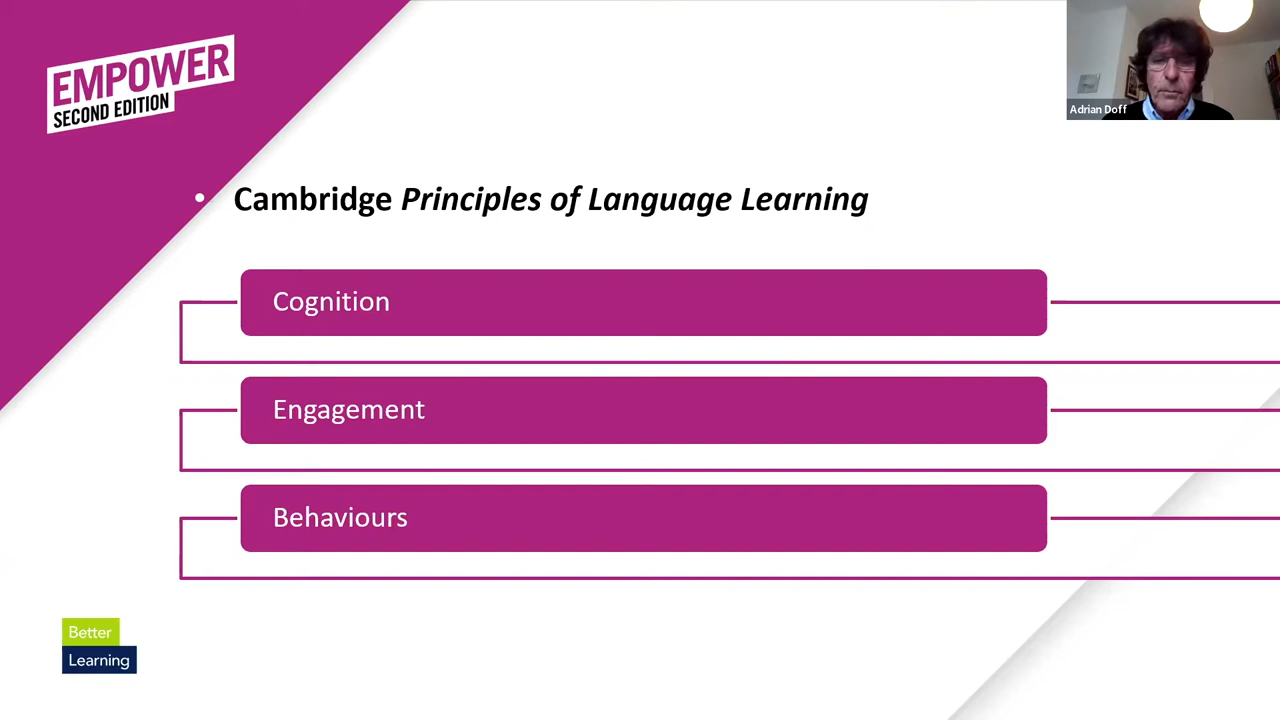 EMPOWER
SECOND EDITION
Adrian Doff
• Cambridge Principles of Language Learning
Cognition
Engagement
Behaviours
Better
Learning